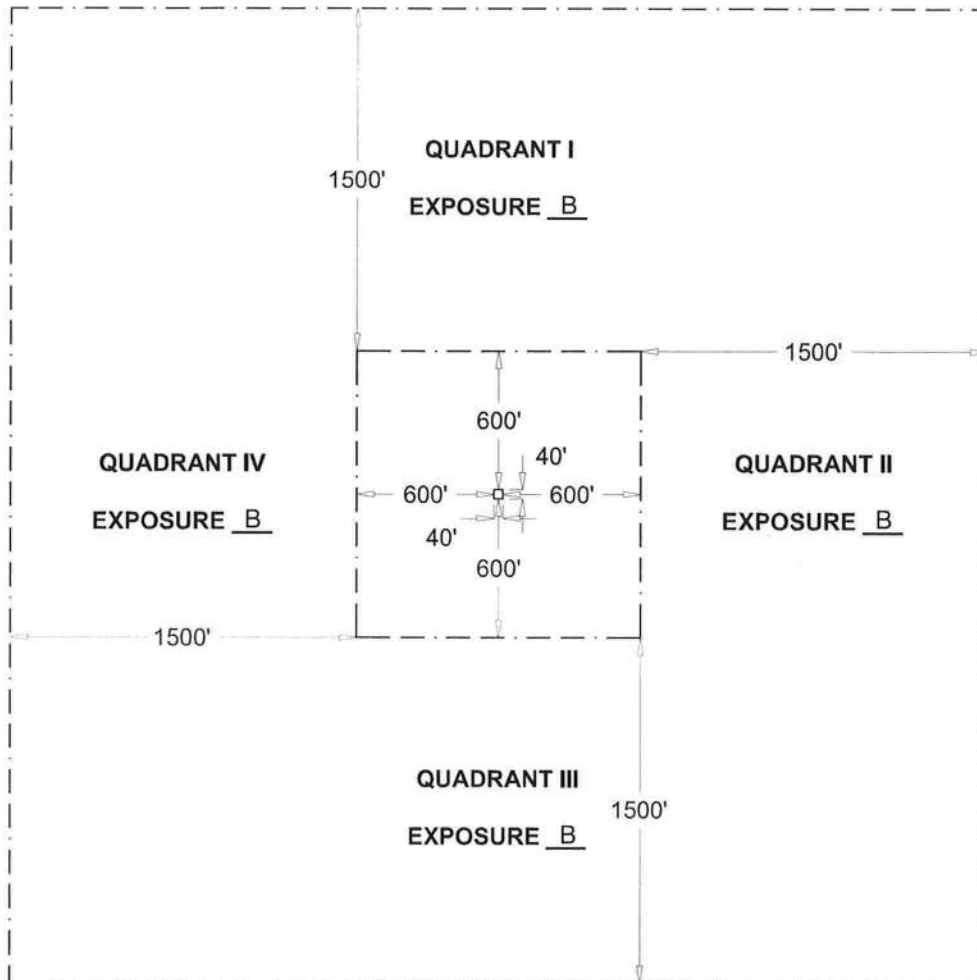 QUADRANT I
1500'
EXPOSURE B
1500'
600'
40'
QUADRANT IV
QUADRANT II
600'
600'
EXPOSURE B
EXPOSURE B
40'
600'
1500'
QUADRANT III
1500'
EXPOSURE B